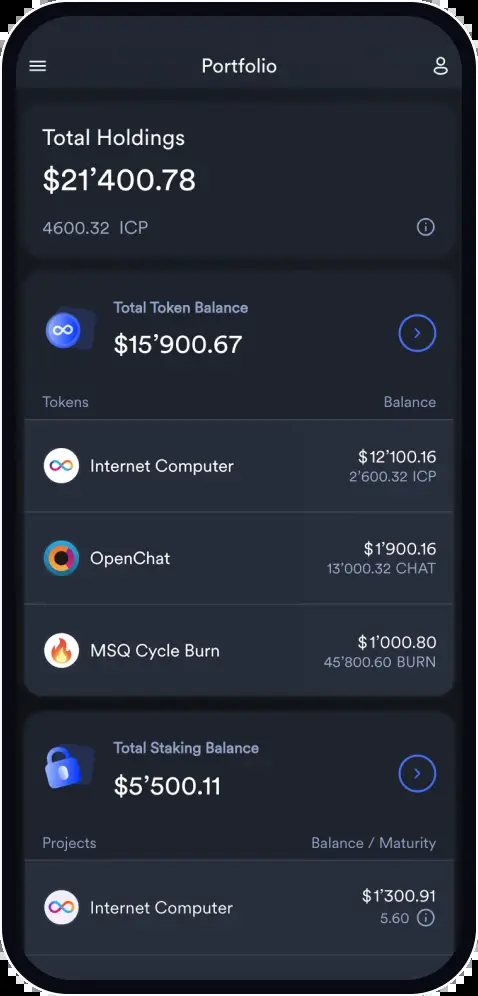 Portfolio
Total Holdings
$21’400.78
4600.32 ICP
Total Token Balance
$15’900.67
Tokens Balance
Internet Computer
$12’100.16
2’600.32 ICP
OpenChat
$1’900.16
13’000.32 CHAT
MSQ Cycle Burn
$1’000.80
45’800.60 BURN
Total Staking Balance
$5’500.11
Projects Balance / Maturity
Internet Computer
$1’300.91
5.60